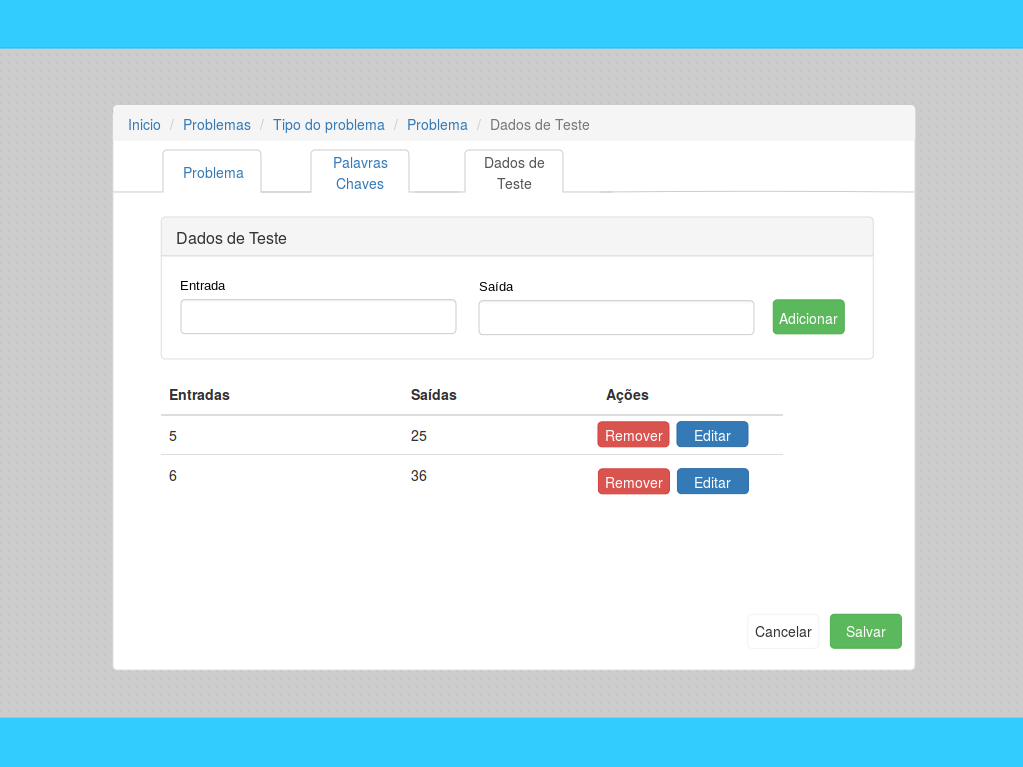 Inicio / Problemas / Tipo do problema / Problema / Dados de Teste
Problema
Palavras
Chaves
Dados de
Teste
Dados de Teste
Entrada
Saída
Adicionar
Entradas Saídas Ações
5 25 Remover Editar
6 36 Remover Editar
Cancelar Salvar